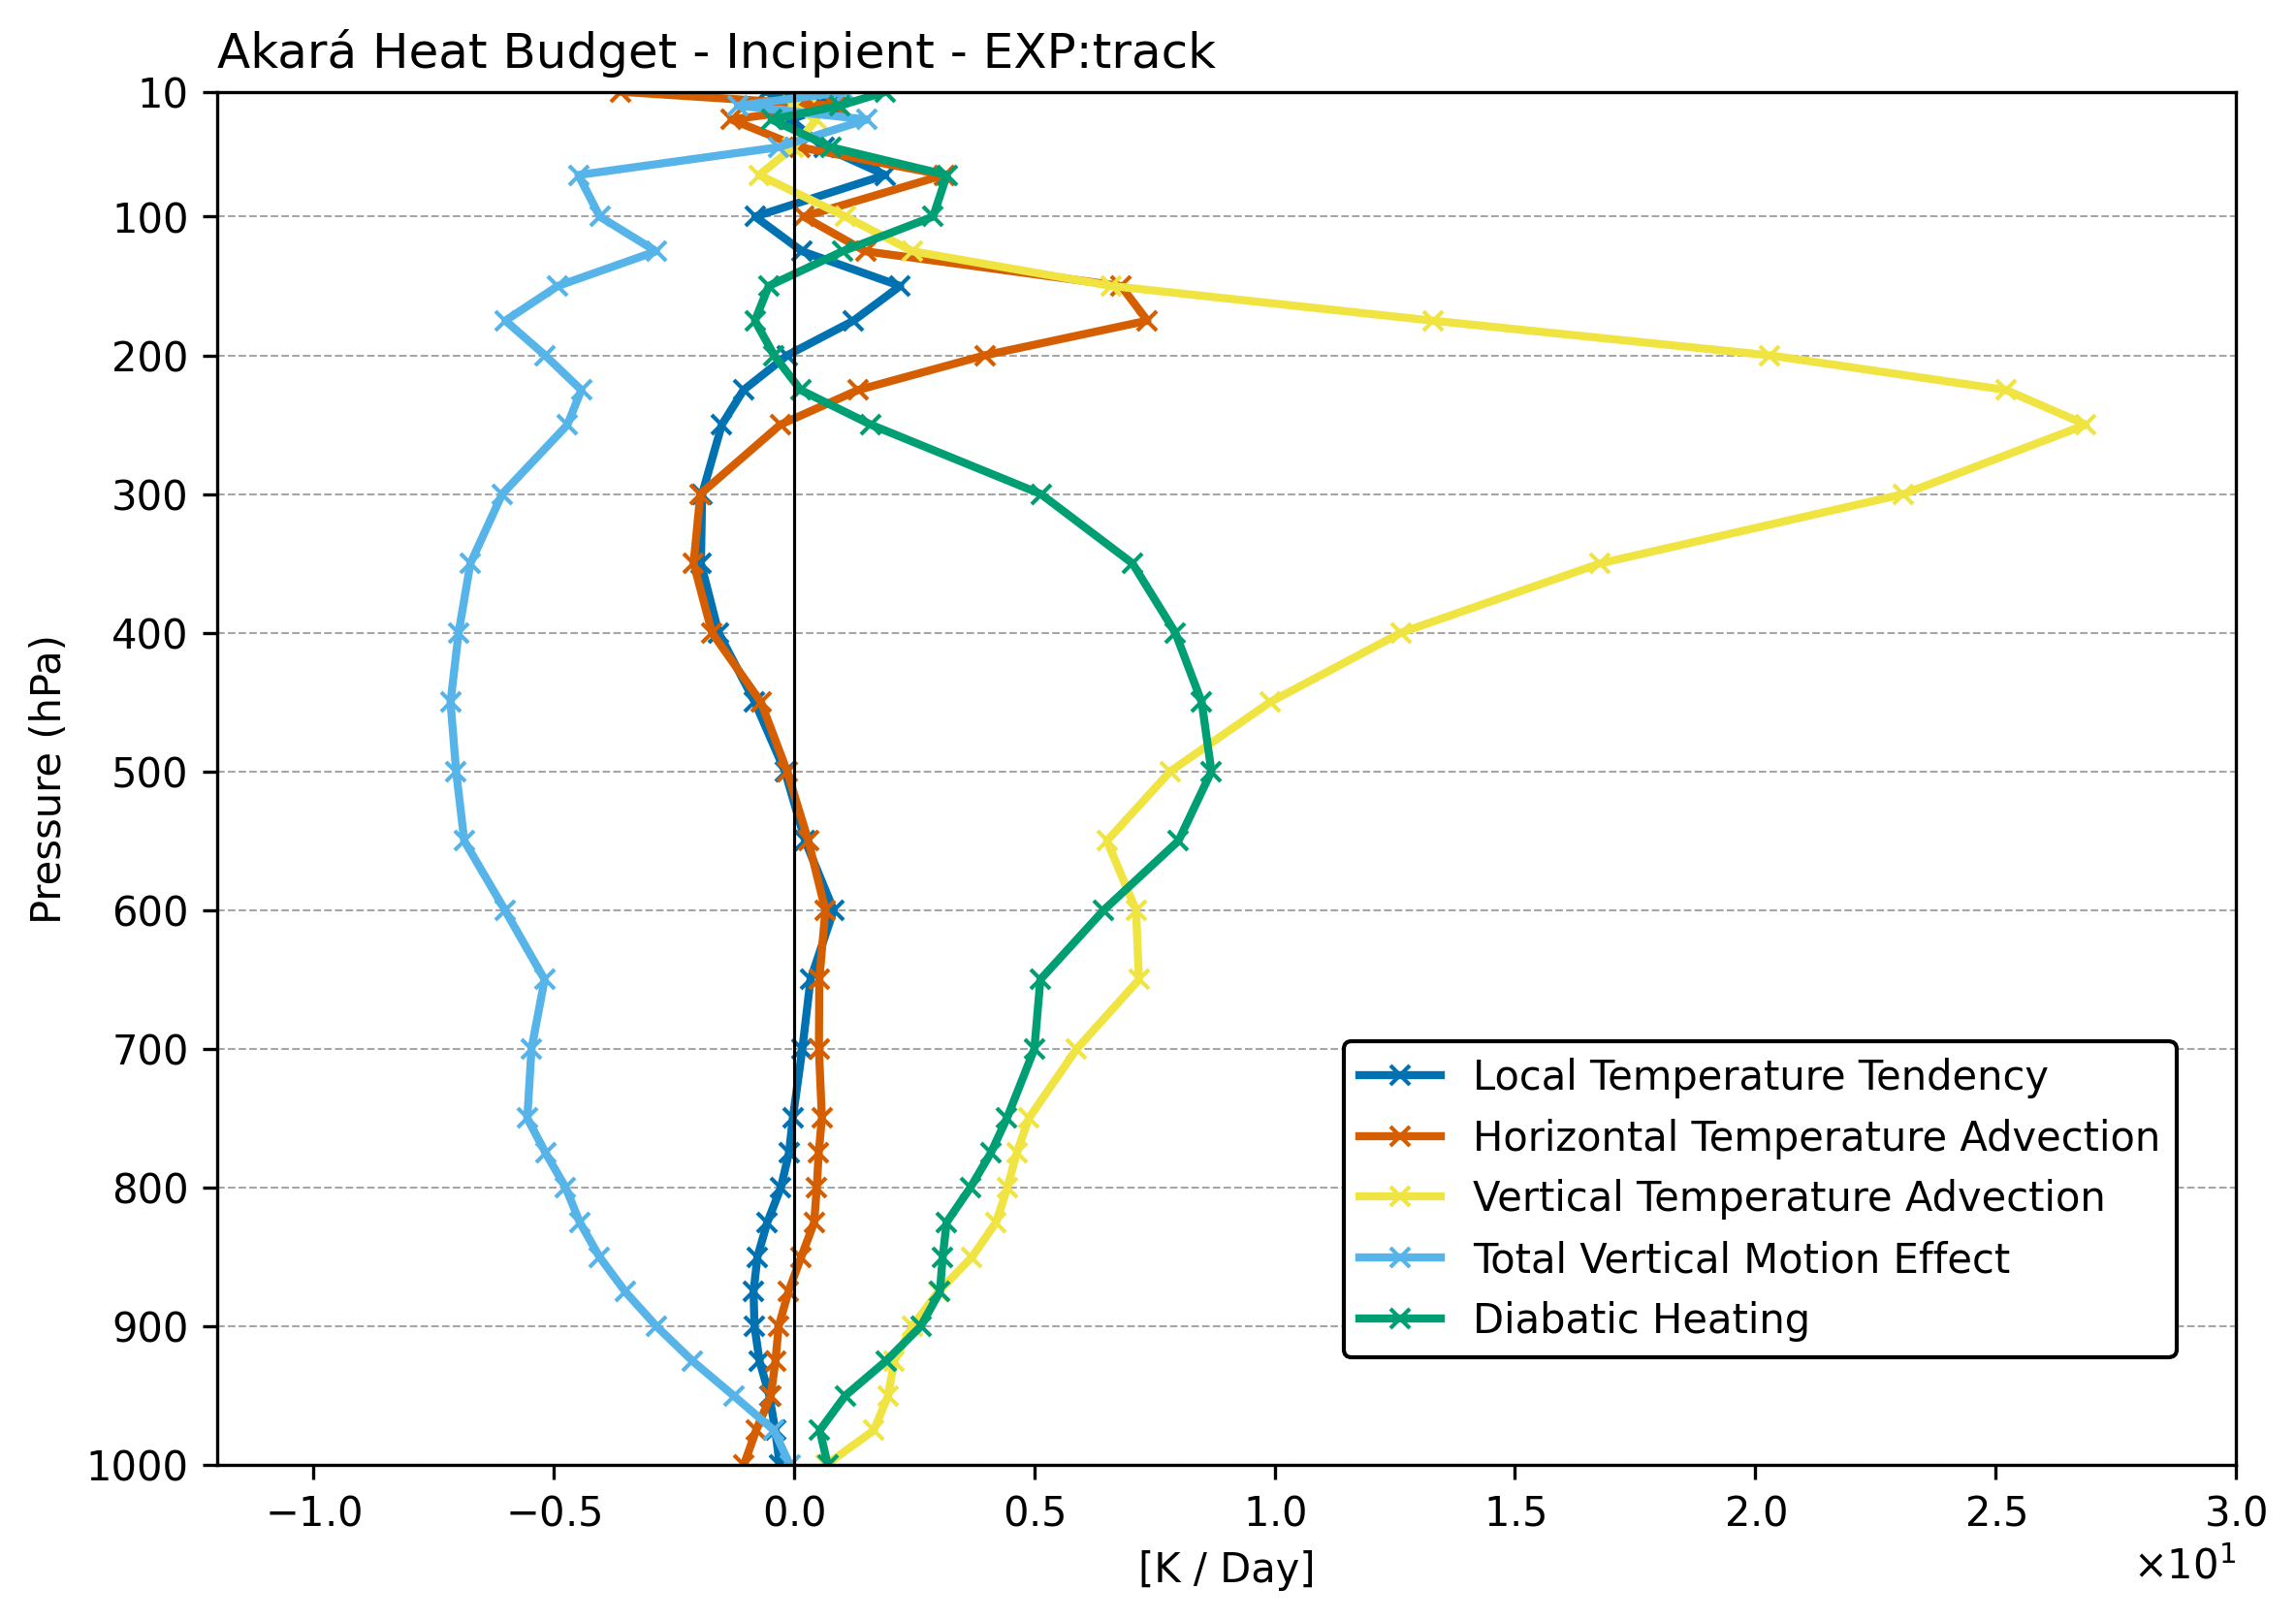 Akará Heat Budget - Incipient - EXP:track
10
100
200
300
400
500
600
700
800
900
1000
Pressure (hPa)
Local Temperature Tendency
Horizontal Temperature Advection
Vertical Temperature Advection
Total Vertical Motion Effect
Diabatic Heating
−1.0 −0.5 0.0 0.5 1.0 1.5 2.0 2.5 3.0
[K / Day]
×10¹